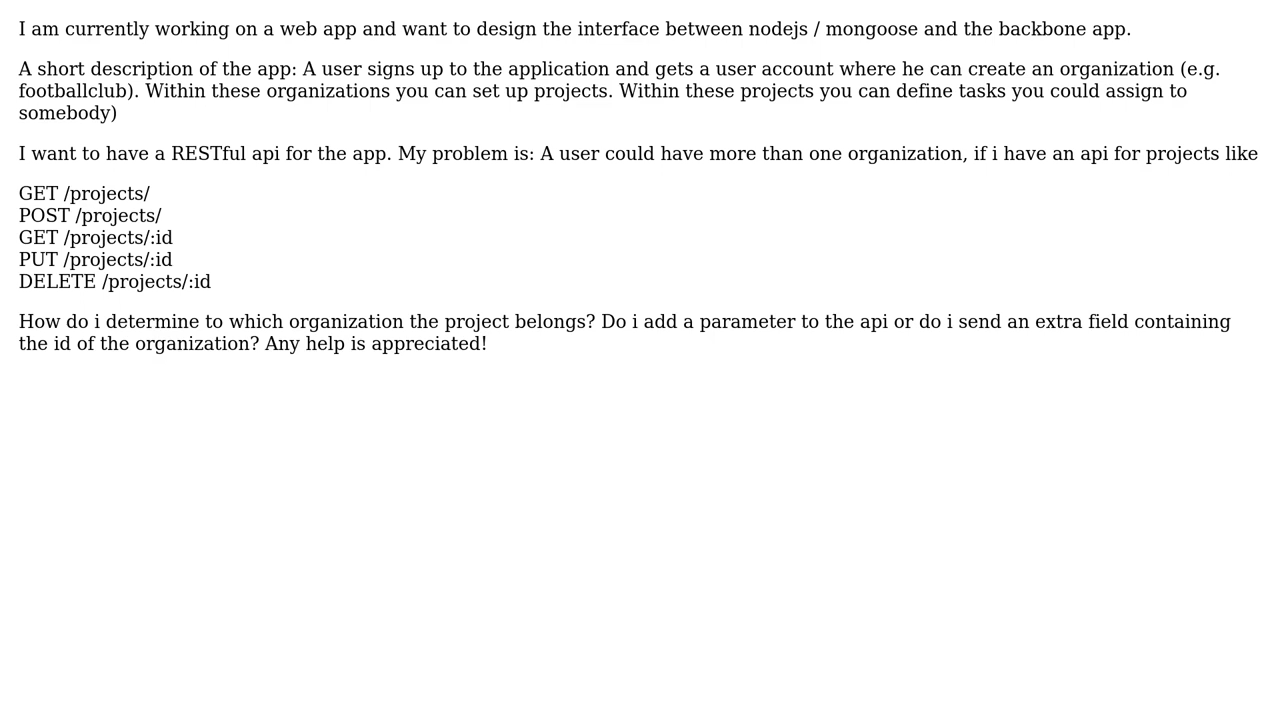 I am currently working on a web app and want to design the interface between nodejs / mongoose and the backbone app.
A short description of the app: A user signs up to the application and gets a user account where he can create an organization (e.g.
footballclub). Within these organizations you can set up projects. Within these projects you can define tasks you could assign to
somebody)
I want to have a RESTful api for the app. My problem is: A user could have more than one organization, if i have an api for projects like
GET /projects/
POST /projects/
GET /projects/:id
PUT /projects/:id
DELETE /projects/:id
How do i determine to which organization the project belongs? Do i add a parameter to the api or do i send an extra field containing
the id of the organization? Any help is appreciated!